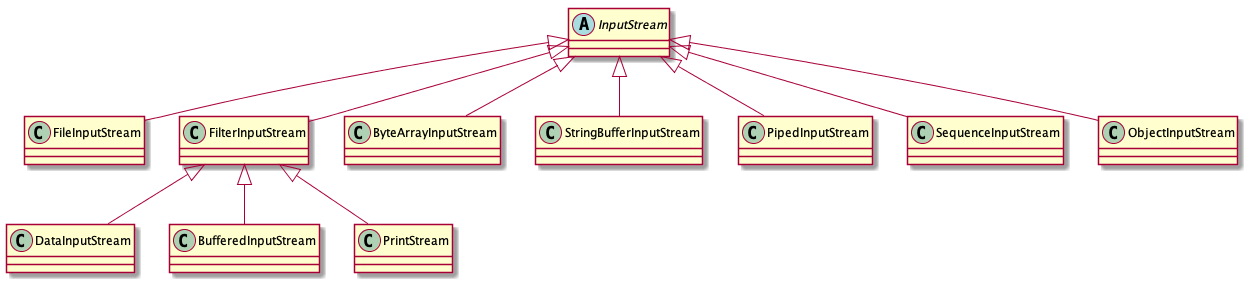 A InputStream
C FileInputStream
C FilterInputStream
C ByteArrayInputStream
C StringBufferInputStream
C PipedInputStream
C SequenceInputStream
C ObjectInputStream
C DataInputStream
C BufferedInputStream
C PrintStream